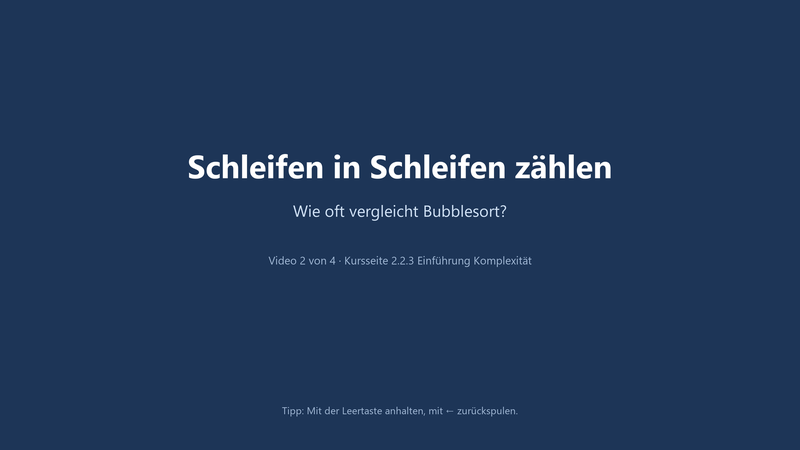 Schleifen in Schleifen zählen
Wie oft vergleicht Bubblesort?
Video 2 von 4 · Kursseite 2.2.3 Einführung Komplexität
Tipp: Mit der Leertaste anhalten, mit ← zurückspulen.